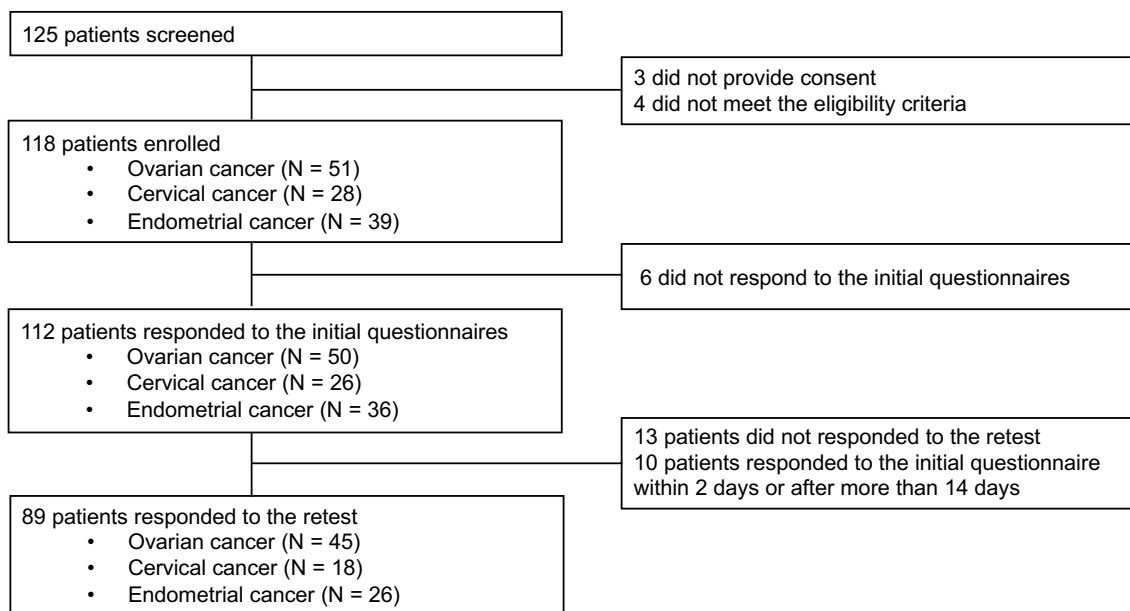 125 patients screened
3 did not provide consent
4 did not meet the eligibility criteria
118 patients enrolled
• Ovarian cancer (N = 51)
• Cervical cancer (N = 28)
• Endometrial cancer (N = 39)
6 did not respond to the initial questionnaires
112 patients responded to the initial questionnaires
• Ovarian cancer (N = 50)
• Cervical cancer (N = 26)
• Endometrial cancer (N = 36)
13 patients did not responded to the retest
10 patients responded to the initial questionnaire
within 2 days or after more than 14 days
89 patients responded to the retest
• Ovarian cancer (N = 45)
• Cervical cancer (N = 18)
• Endometrial cancer (N = 26)